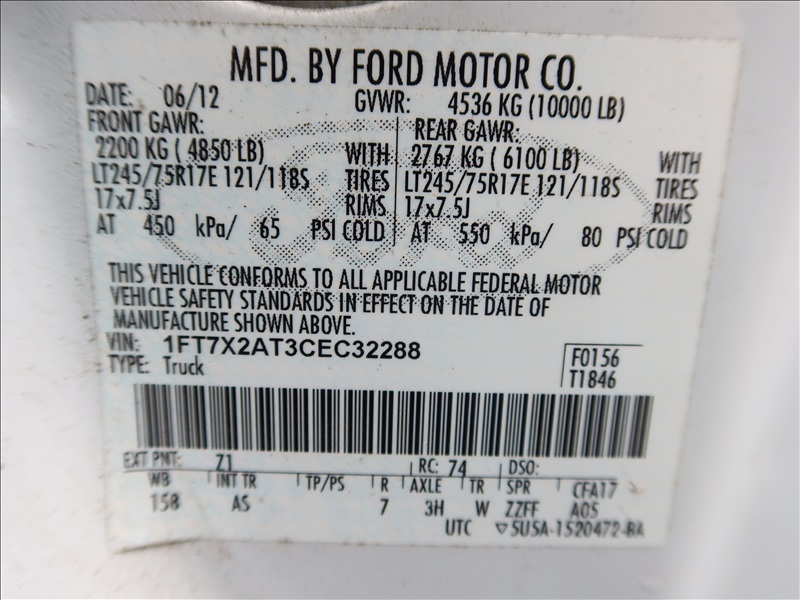 MFD. BY FORD MOTOR CO.
DATE: 06/12 GVWR: 4536 KG (10000 LB)
FRONT GAWR: REAR GAWR:
2200 KG ( 4850 LB) WITH 2767 KG ( 6100 LB) WITH
LT245/75R17E 121/118S TIRES LT245/75R17E 121/118S TIRES
17x7.5J RIMS 17x7.5J RIMS
AT 450 kPa/ 65 PSI COLD AT 550 kPa/ 80 PSI COLD
THIS VEHICLE CONFORMS TO ALL APPLICABLE FEDERAL MOTOR
VEHICLE SAFETY STANDARDS IN EFFECT ON THE DATE OF
MANUFACTURE SHOWN ABOVE.
VIN: 1FT7X2AT3CEC32288
TYPE: Truck
F0156
T1846
EXT PNT: Z1 RC: 74 DSO:
WB INT TR TP/PS R AXLE TR SPR CFA17
158 AS 7 3H W ZZFF A05
UTC ▽5U5A-1520472-BA